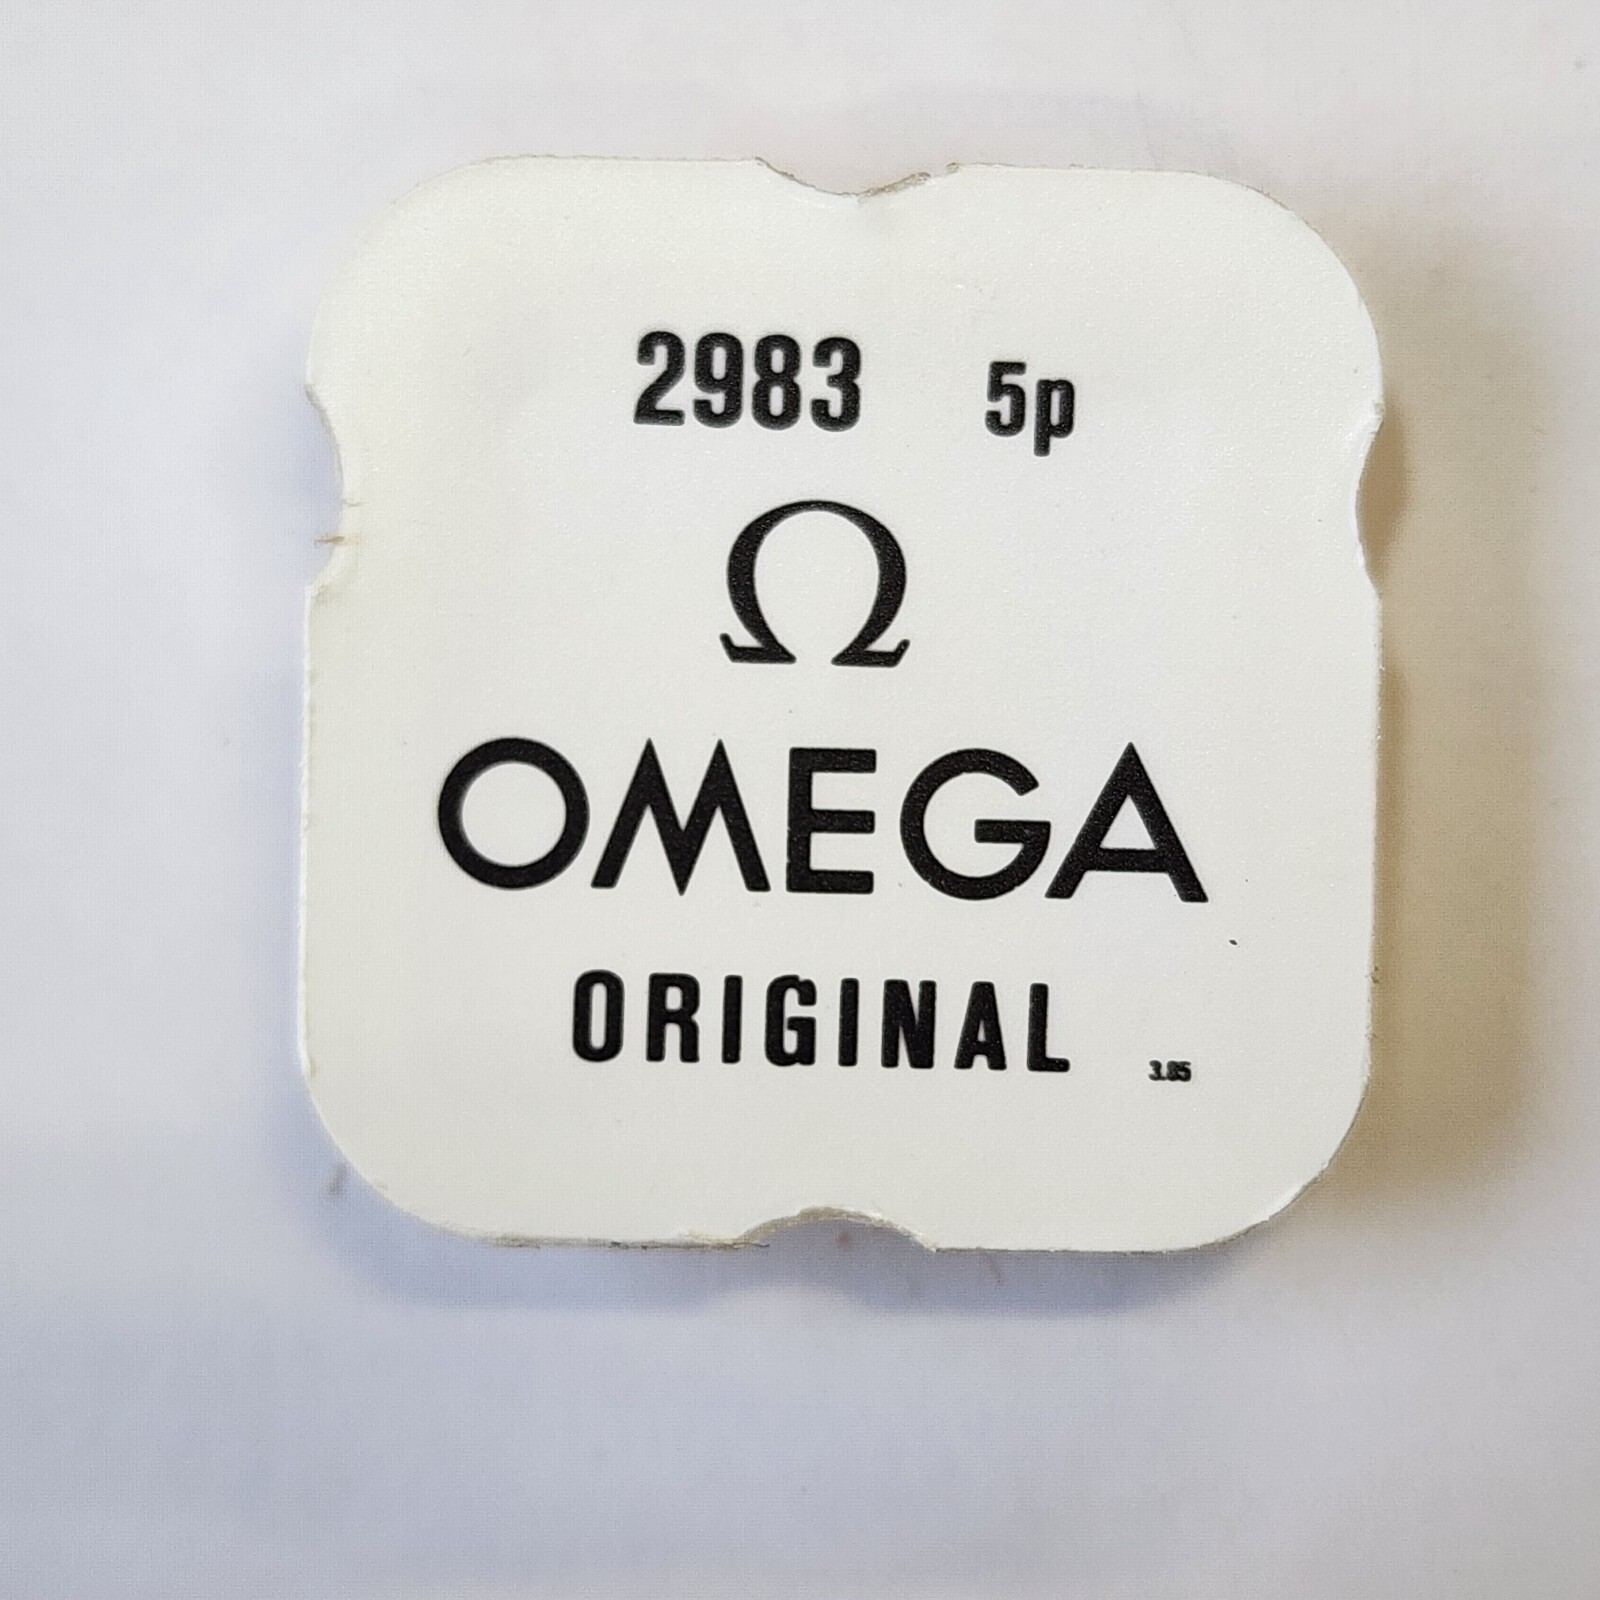 2983 5p
Ω
OMEGA
ORIGINAL
3.85